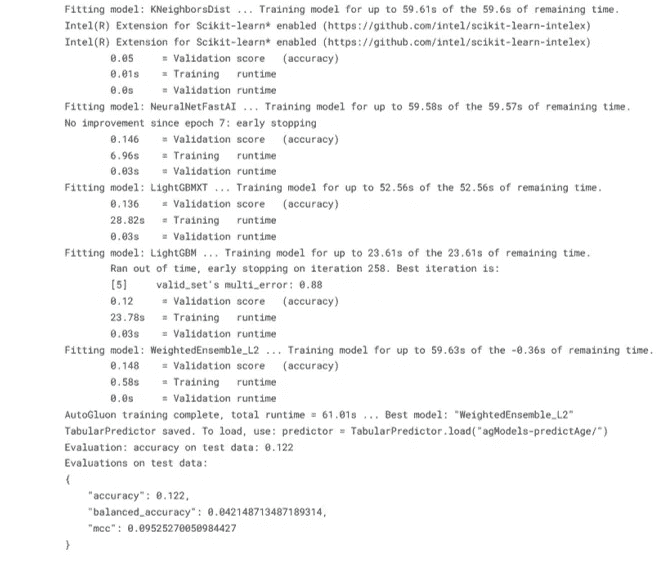 Fitting model: KNeighborsDist ... Training model for up to 59.61s of the 59.6s of remaining time.
Intel(R) Extension for Scikit-learn* enabled (https://github.com/intel/scikit-learn-intelex)
Intel(R) Extension for Scikit-learn* enabled (https://github.com/intel/scikit-learn-intelex)
0.05 = Validation score (accuracy)
0.01s = Training runtime
0.0s = Validation runtime
Fitting model: NeuralNetFastAI ... Training model for up to 59.58s of the 59.57s of remaining time.
No improvement since epoch 7: early stopping
0.146 = Validation score (accuracy)
6.96s = Training runtime
0.03s = Validation runtime
Fitting model: LightGBMXT ... Training model for up to 52.56s of the 52.56s of remaining time.
0.136 = Validation score (accuracy)
28.82s = Training runtime
0.03s = Validation runtime
Fitting model: LightGBM ... Training model for up to 23.61s of the 23.61s of remaining time.
Ran out of time, early stopping on iteration 258. Best iteration is:
[5] valid_set's multi_error: 0.88
0.12 = Validation score (accuracy)
23.78s = Training runtime
0.03s = Validation runtime
Fitting model: WeightedEnsemble_L2 ... Training model for up to 59.63s of the -0.36s of remaining time.
0.148 = Validation score (accuracy)
0.58s = Training runtime
0.0s = Validation runtime
AutoGluon training complete, total runtime = 61.01s ... Best model: "WeightedEnsemble_L2"
TabularPredictor saved. To load, use: predictor = TabularPredictor.load("agModels-predictAge/")
Evaluation: accuracy on test data: 0.122
Evaluations on test data:
{
"accuracy": 0.122,
"balanced_accuracy": 0.042148713487189314,
"mcc": 0.09525270050984427
}